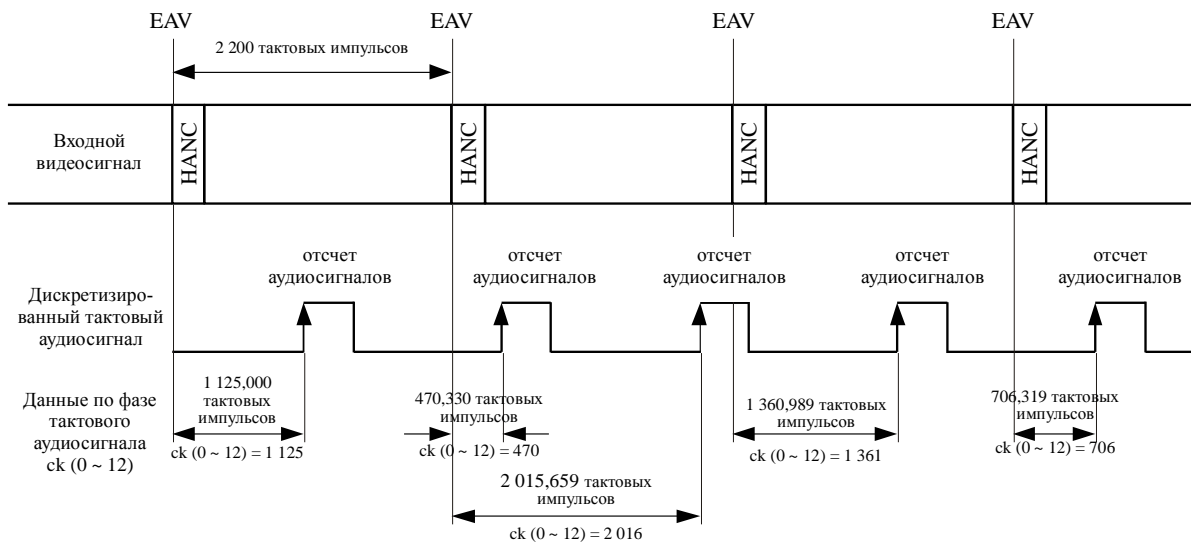 EAV EAV EAV EAV
2 200 тактовых импульсов
Входной
видеосигнал
HANC HANC HANC HANC
отсчет
аудиосигналов
отсчет
аудиосигналов
отсчет
аудиосигналов
отсчет
аудиосигналов
отсчет
аудиосигналов
Дискретизиро-
ванный тактовый
аудиосигнал
Данные по фазе
тактового
аудиосигнала
ck (0 ~ 12)
1 125,000
тактовых
импульсов
ck (0 ~ 12) = 1 125
470,330 тактовых
импульсов
ck (0 ~ 12) = 470
2 015,659 тактовых
импульсов
ck (0 ~ 12) = 2 016
1 360,989 тактовых
импульсов
ck (0 ~ 12) = 1 361
706,319 тактовых
импульсов
ck (0 ~ 12) = 706